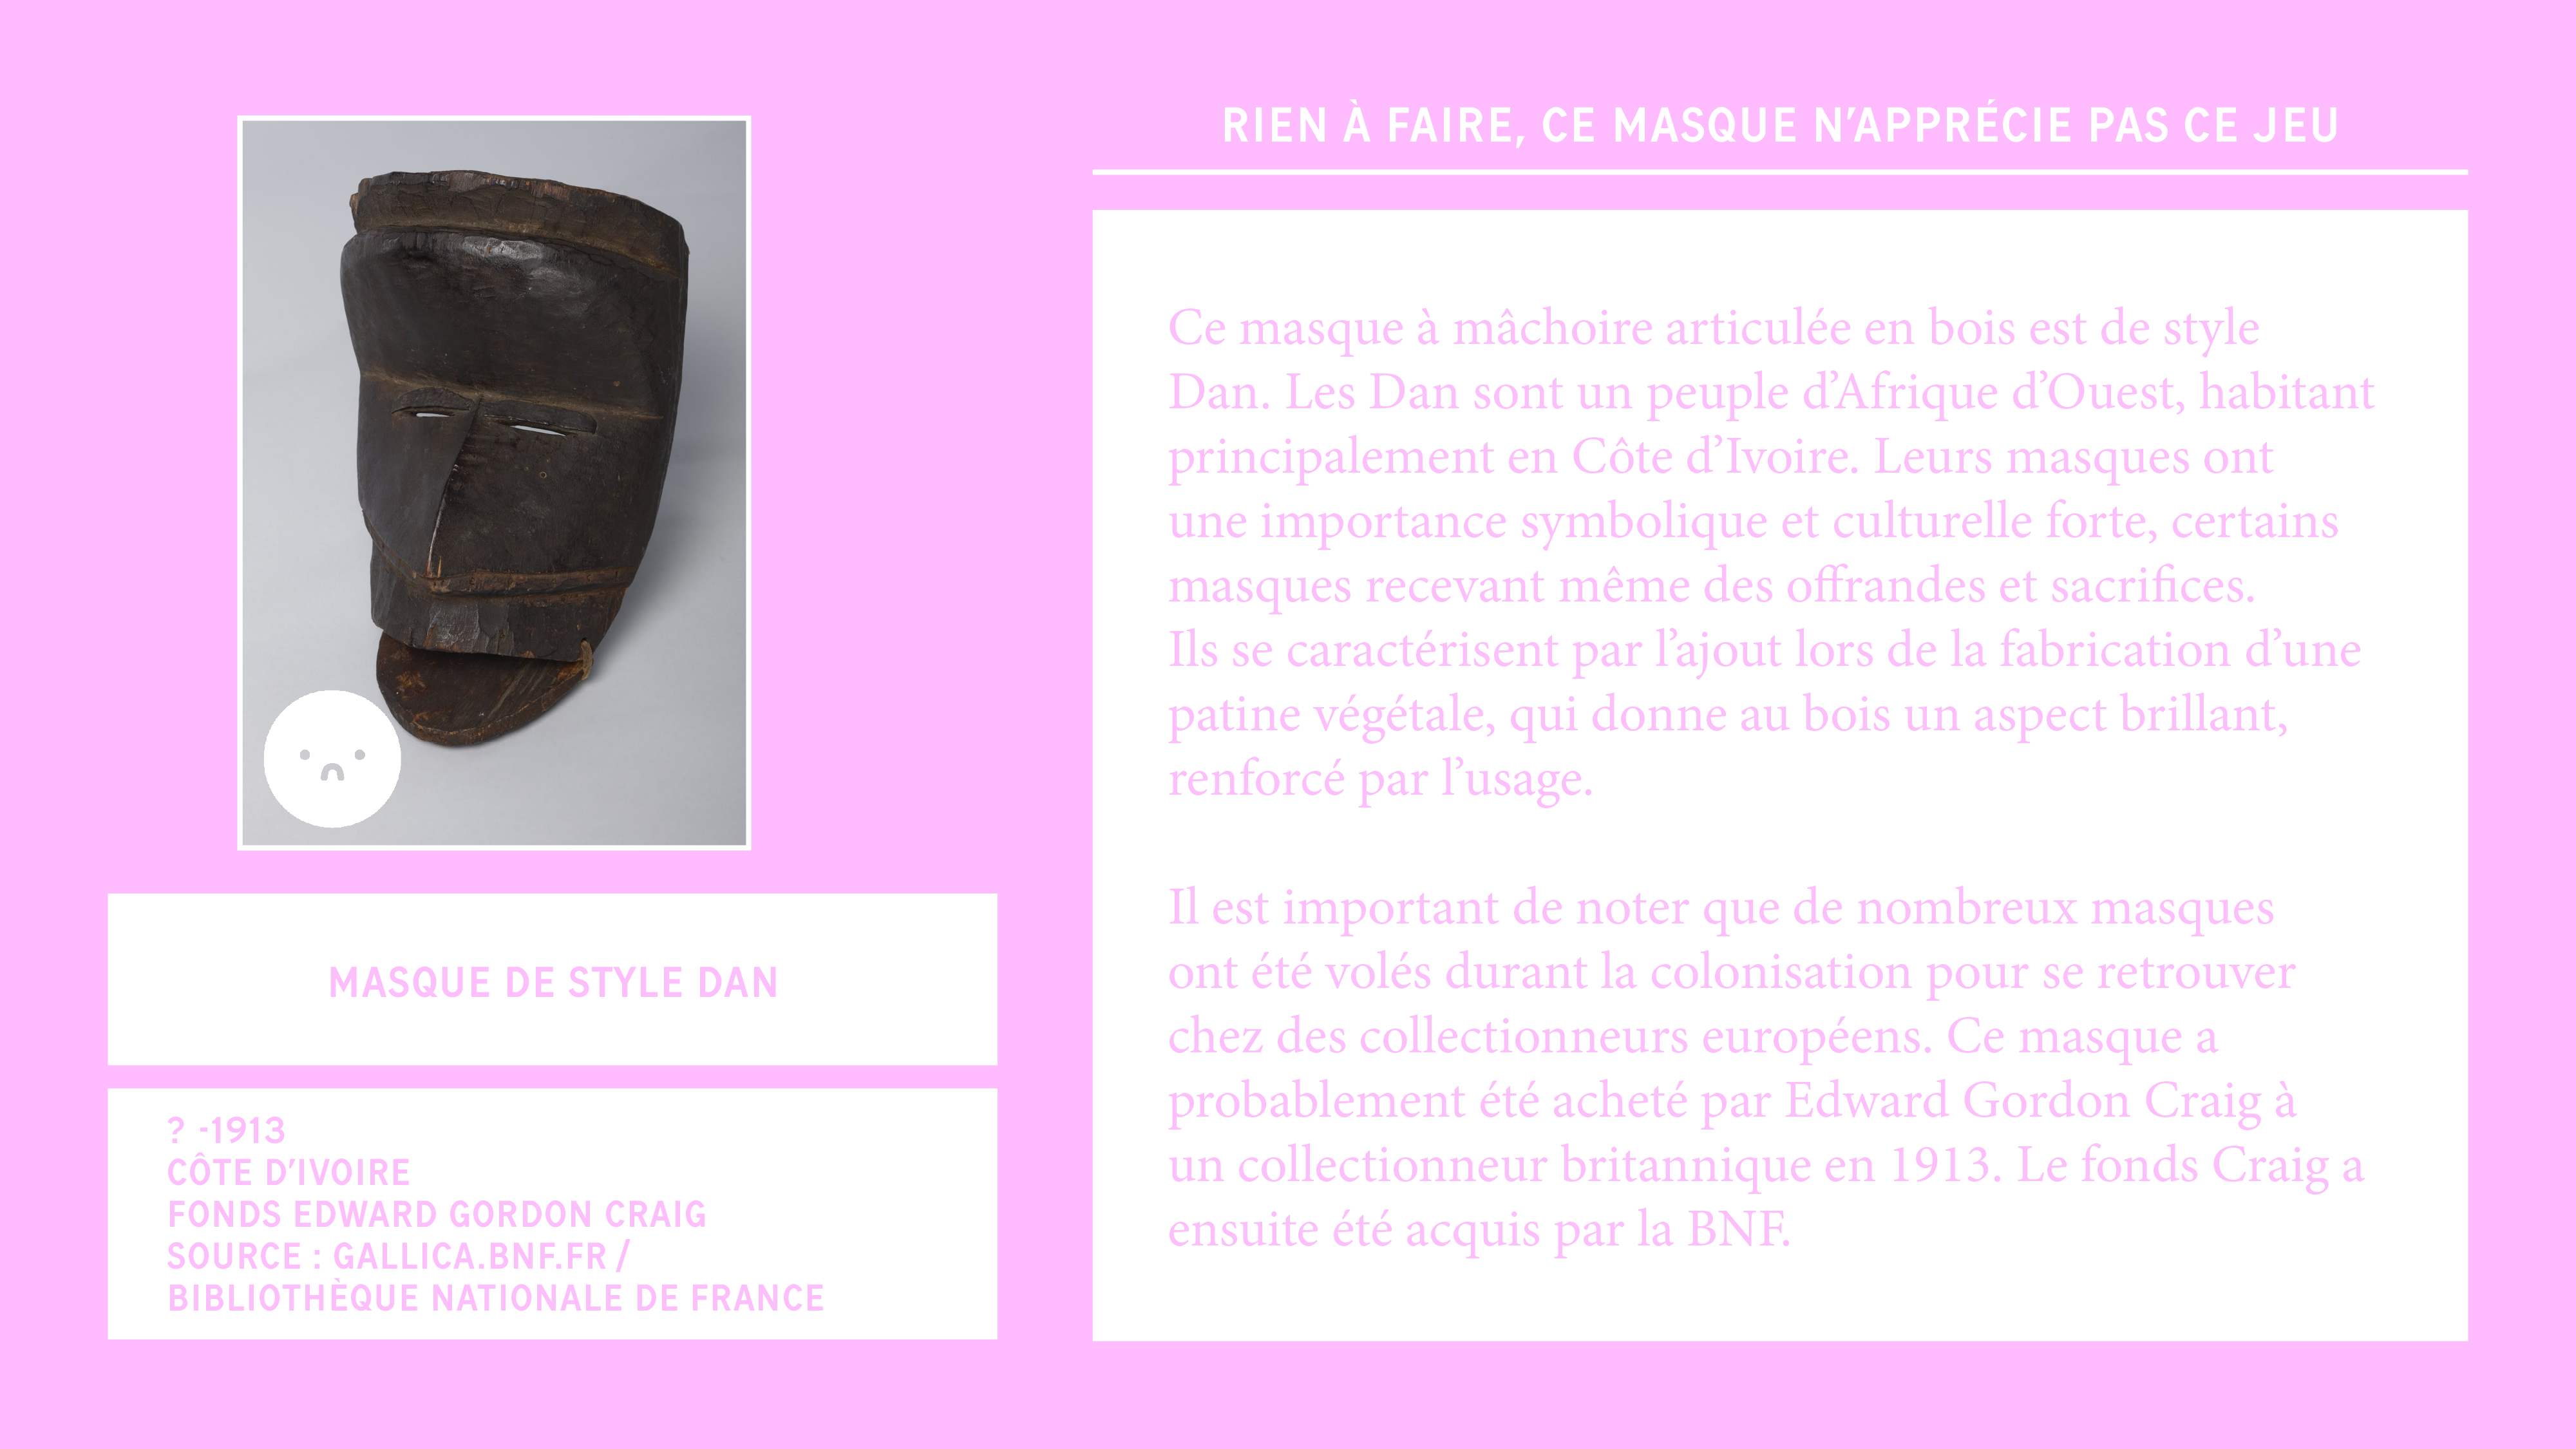 RIEN À FAIRE, CE MASQUE N'APPRÉCIE PAS CE JEU
Ce masque à mâchoire articulée en bois est de style
Dan. Les Dan sont un peuple d'Afrique d'Ouest, habitant
principalement en Côte d'Ivoire. Leurs masques ont
une importance symbolique et culturelle forte, certains
masques recevant même des offrandes et sacrifices.
Ils se caractérisent par l'ajout lors de la fabrication d'une
patine végétale, qui donne au bois un aspect brillant,
renforcé par l'usage.
Il est important de noter que de nombreux masques
ont été volés durant la colonisation pour se retrouver
chez des collectionneurs européens. Ce masque a
probablement été acheté par Edward Gordon Craig à
un collectionneur britannique en 1913. Le fonds Craig a
ensuite été acquis par la BNF.
MASQUE DE STYLE DAN
? -1913
CÔTE D'IVOIRE
FONDS EDWARD GORDON CRAIG
SOURCE : GALLICA.BNF.FR /
BIBLIOTHÈQUE NATIONALE DE FRANCE